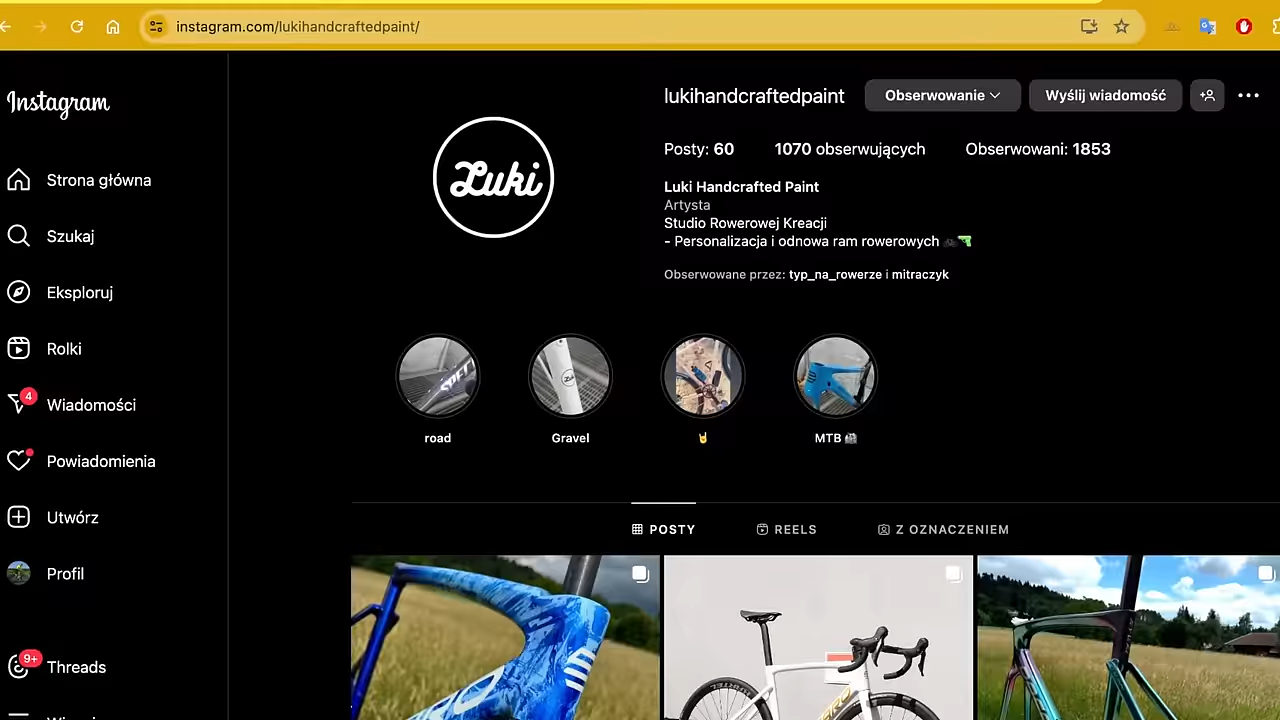 instagram.com/lukihandcraftedpaint/
Instagram
Strona główna
Szukaj
Eksploruj
Rolki
4
Wiadomości
Powiadomienia
Utwórz
Profil
9+
Threads
Luki
lukihandcraftedpaint
Obserwowanie
Wyślij wiadomość
Posty: 60
1070 obserwujących
Obserwowani: 1853
Luki Handcrafted Paint
Artysta
Studio Rowerowej Kreacji
- Personalizacja i odnowa ram rowerowych
Obserwowane przez: typ_na_rowerze i mitraczyk
road
Gravel
MTB
POSTY
REELS
Z OZNACZENIEM